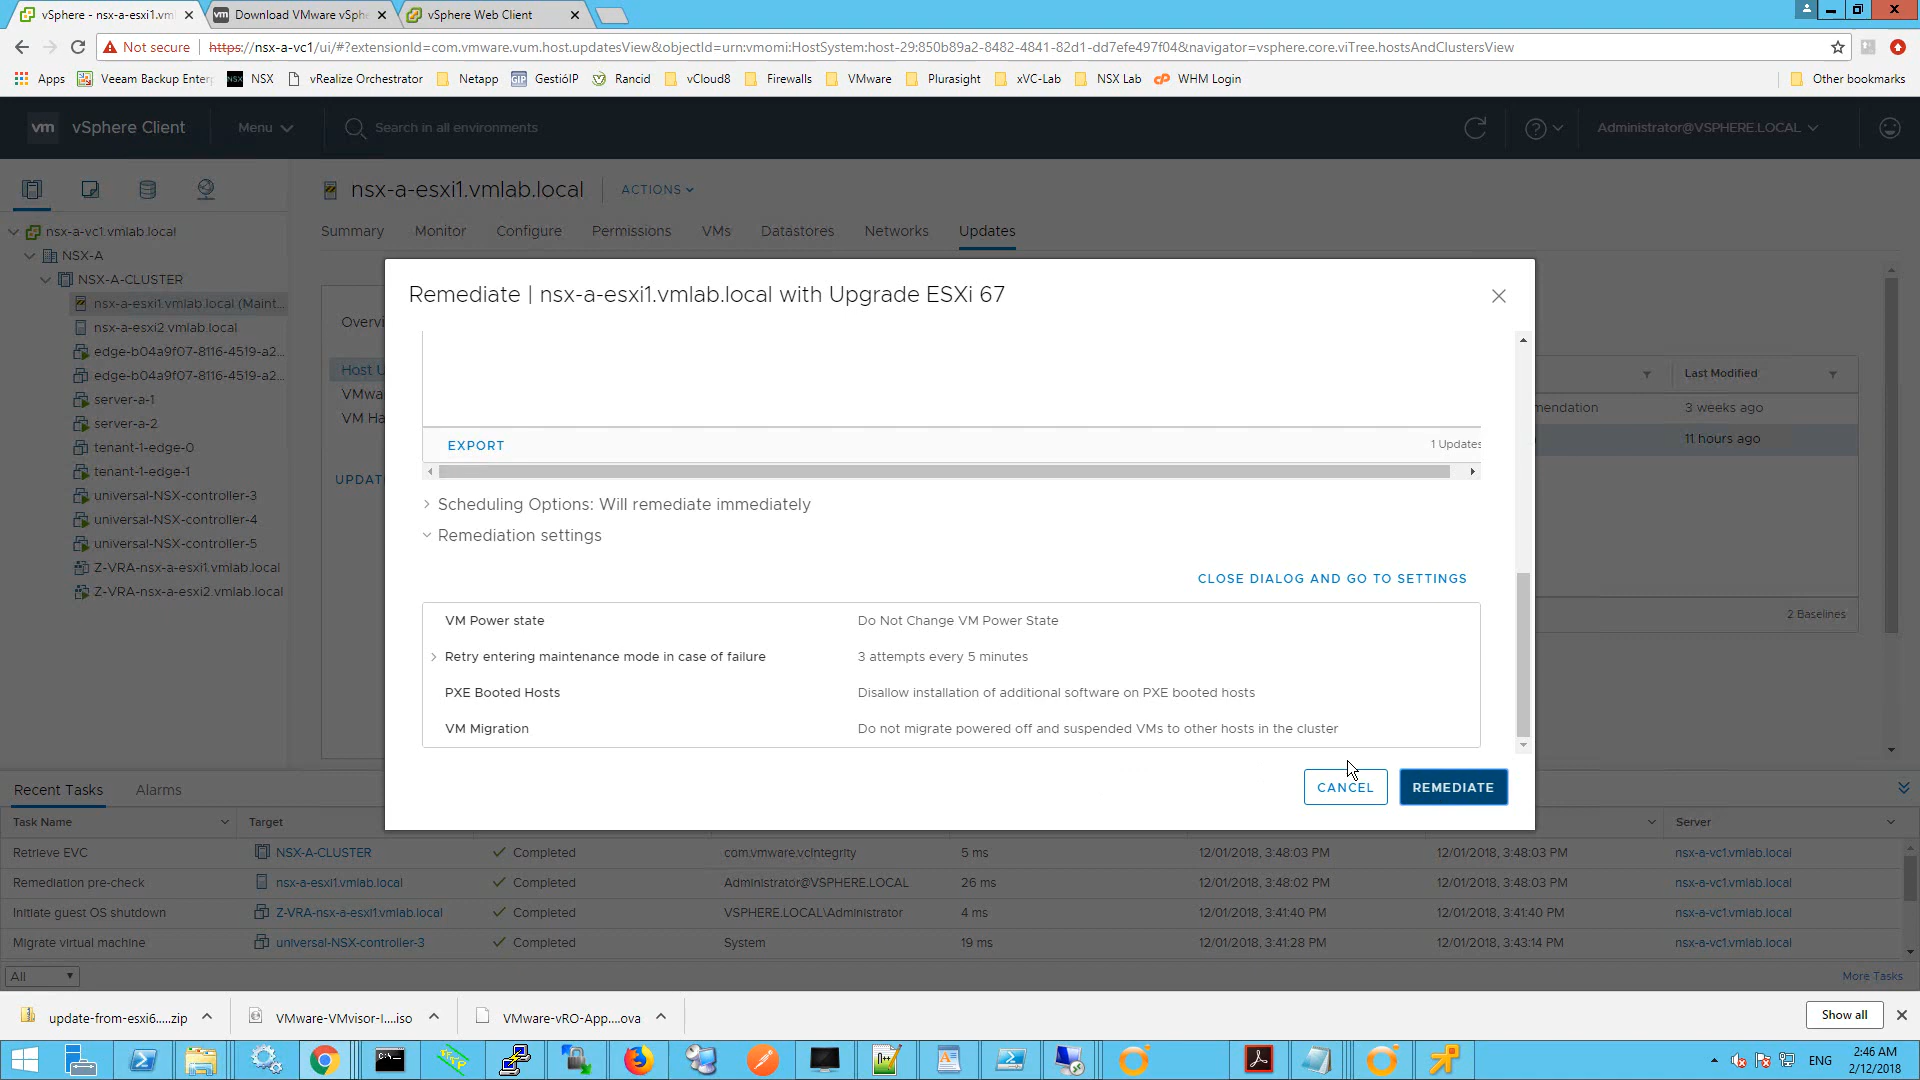 vSphere - nsx-a-esxi1.vml
Download VMware vSph
vSphere Web Client
Not secure
https://nsx-a-vc1/ui/#?extensionId=com.vmware.vum.host.updatesView&objectId=urn:vmomi:HostSystem:host-29:850b89a2-8482-4841-82d1-dd7efe497f04&navigator=vsphere.core.viTree.hostsAndClustersView
Apps
Veeam Backup Enter
NSX
vRealize Orchestrator
Netapp
GestióIP
Rancid
vCloud8
Firewalls
VMware
Plurasight
xVC-Lab
NSX Lab
WHM Login
Other bookmarks
vm
vSphere Client
Menu
Search in all environments
Administrator@VSPHERE.LOCAL
nsx-a-esxi1.vmlab.local
ACTIONS
Summary
Monitor
Configure
Permissions
VMs
Datastores
Networks
Updates
nsx-a-vc1.vmlab.local
NSX-A
NSX-A-CLUSTER
nsx-a-esxi1.vmlab.local (Maint...
nsx-a-esxi2.vmlab.local
edge-b04a9f07-8116-4519-a2...
edge-b04a9f07-8116-4519-a2...
server-a-1
server-a-2
tenant-1-edge-0
tenant-1-edge-1
universal-NSX-controller-3
universal-NSX-controller-4
universal-NSX-controller-5
Z-VRA-nsx-a-esxi1.vmlab.local
Z-VRA-nsx-a-esxi2.vmlab.local
Overvi
Host U
VMwa
VM Ha
UPDAT
Last Modified
mendation
3 weeks ago
11 hours ago
2 Baselines
Remediate | nsx-a-esxi1.vmlab.local with Upgrade ESXi 67
EXPORT
1 Updates
Scheduling Options: Will remediate immediately
Remediation settings
CLOSE DIALOG AND GO TO SETTINGS
VM Power state
Do Not Change VM Power State
Retry entering maintenance mode in case of failure
3 attempts every 5 minutes
PXE Booted Hosts
Disallow installation of additional software on PXE booted hosts
VM Migration
Do not migrate powered off and suspended VMs to other hosts in the cluster
CANCEL
REMEDIATE
Recent Tasks
Alarms
Task Name
Target
Server
Retrieve EVC
NSX-A-CLUSTER
Completed
com.vmware.vcIntegrity
5 ms
12/01/2018, 3:48:03 PM
12/01/2018, 3:48:03 PM
nsx-a-vc1.vmlab.local
Remediation pre-check
nsx-a-esxi1.vmlab.local
Completed
Administrator@VSPHERE.LOCAL
26 ms
12/01/2018, 3:48:02 PM
12/01/2018, 3:48:03 PM
nsx-a-vc1.vmlab.local
Initiate guest OS shutdown
Z-VRA-nsx-a-esxi1.vmlab.local
Completed
VSPHERE.LOCAL\Administrator
4 ms
12/01/2018, 3:41:40 PM
12/01/2018, 3:41:40 PM
nsx-a-vc1.vmlab.local
Migrate virtual machine
universal-NSX-controller-3
Completed
System
19 ms
12/01/2018, 3:41:28 PM
12/01/2018, 3:43:14 PM
nsx-a-vc1.vmlab.local
All
More Tasks
update-from-esxi6.....zip
VMware-VMvisor-I....iso
VMware-vRO-App....ova
Show all
ENG
2:46 AM
2/12/2018